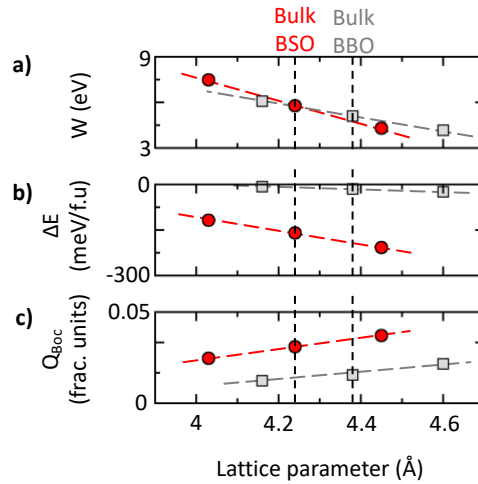 Bulk BSO
Bulk BBO
a)
W (eV)
9
3
b)
ΔE (meV/f.u)
0
-300
c)
Q_Boc (frac. units)
0.05
0
4 4.2 4.4 4.6
Lattice parameter (Å)